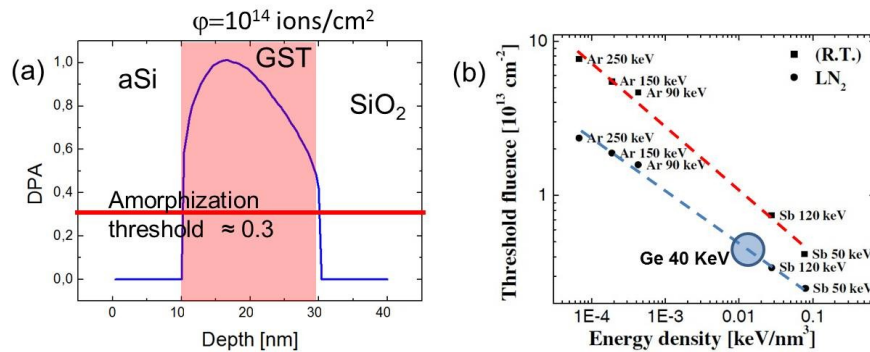 φ=10¹⁴ ions/cm²
(a)
aSi
GST
SiO₂
DPA
1,0
0,8
0,6
0,4
0,2
0,0
Amorphization
threshold ≈ 0.3
0 10 20 30 40
Depth [nm]
(b)
Threshold fluence [10¹³ cm⁻²]
10
1
Ar 250 keV
Ar 150 keV
Ar 90 keV
■ (R.T.)
● LN₂
Ar 250 keV
Ar 150 keV
Ar 90 keV
Sb 120 keV
Ge 40 KeV
Sb 50 keV
Sb 120 keV
Sb 50 keV
1E-4 1E-3 0.01 0.1
Energy density [keV/nm³]